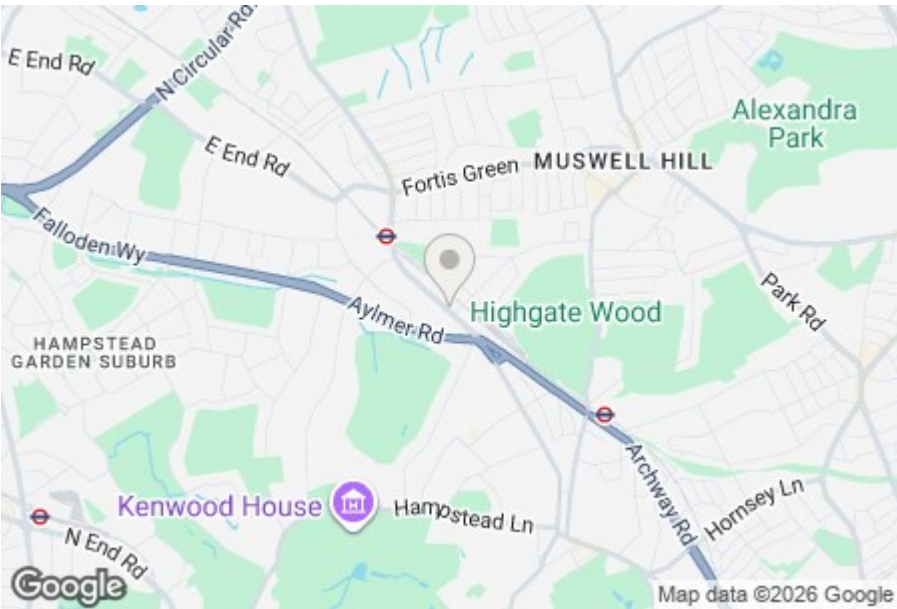 N Circular Rd.
E End Rd
Alexandra
Park
E End Rd
Fortis Green
MUSWELL HILL
Falloden Wy
Highgate Wood
Park Rd
Aylmer Rd
HAMPSTEAD
GARDEN SUBURB
Archway Rd
Kenwood House
Hampstead Ln
Hornsey Ln
N End Rd
Google
Map data ©2026 Google